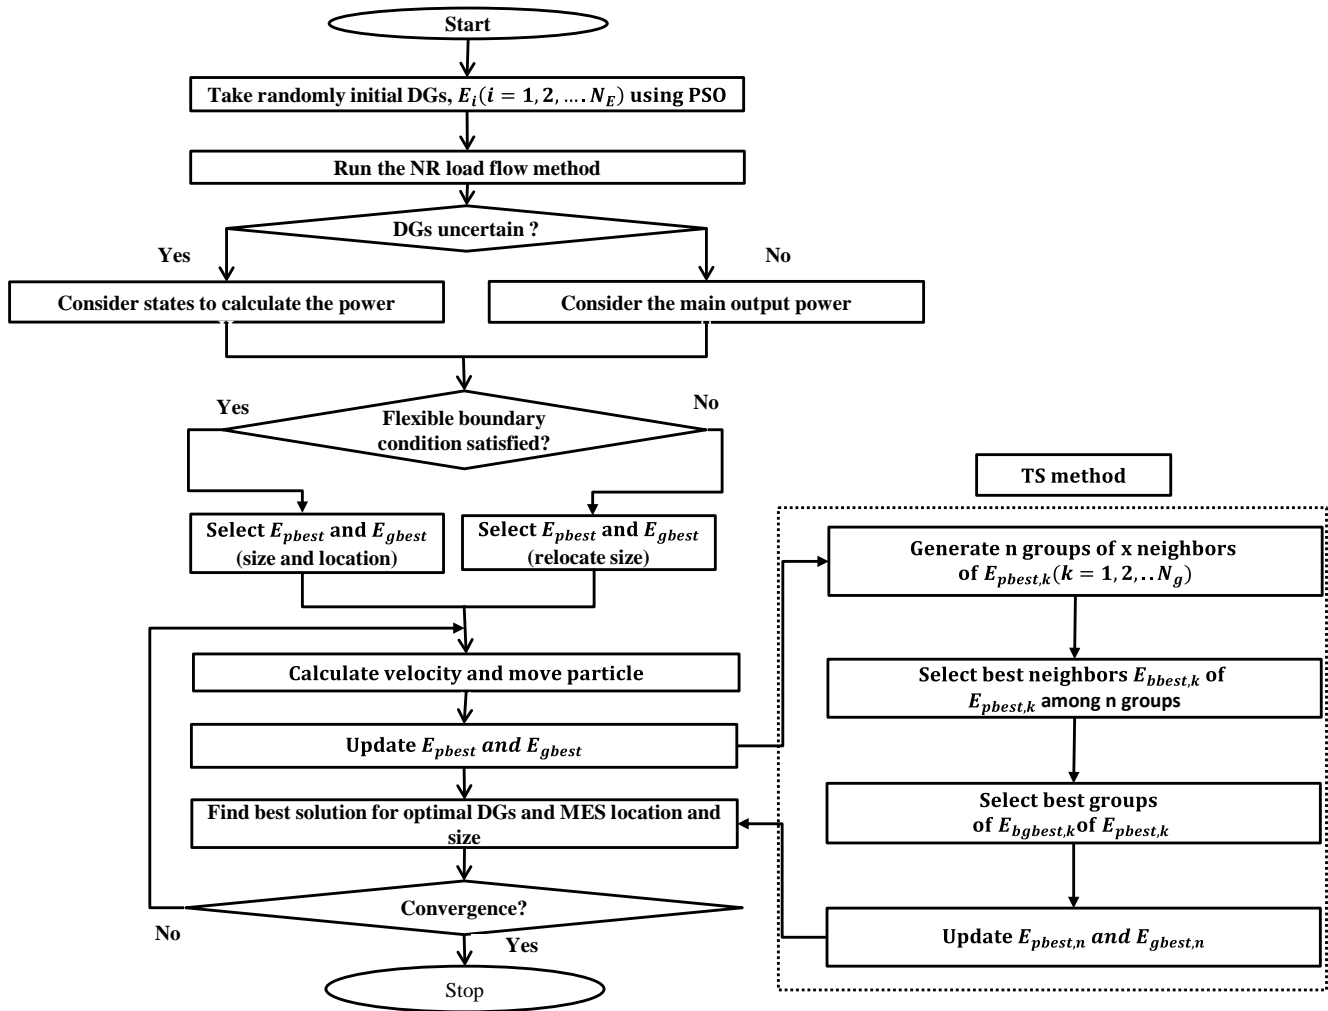 Start
Take randomly initial DGs, E_i(i = 1, 2, .... N_E) using PSO
Run the NR load flow method
DGs uncertain ?
Yes
No
Consider states to calculate the power
Consider the main output power
Yes
No
Flexible boundary
condition satisfied?
Select E_pbest and E_gbest
(size and location)
Select E_pbest and E_gbest
(relocate size)
Calculate velocity and move particle
Update E_pbest and E_gbest
Find best solution for optimal DGs and MES location and
size
Convergence?
No
Yes
Stop
TS method
Generate n groups of x neighbors
of E_pbest,k(k = 1, 2, .. N_g)
Select best neighbors E_bbest,k of
E_pbest,k among n groups
Select best groups
of E_bgbest,k of E_pbest,k
Update E_pbest,n and E_gbest,n